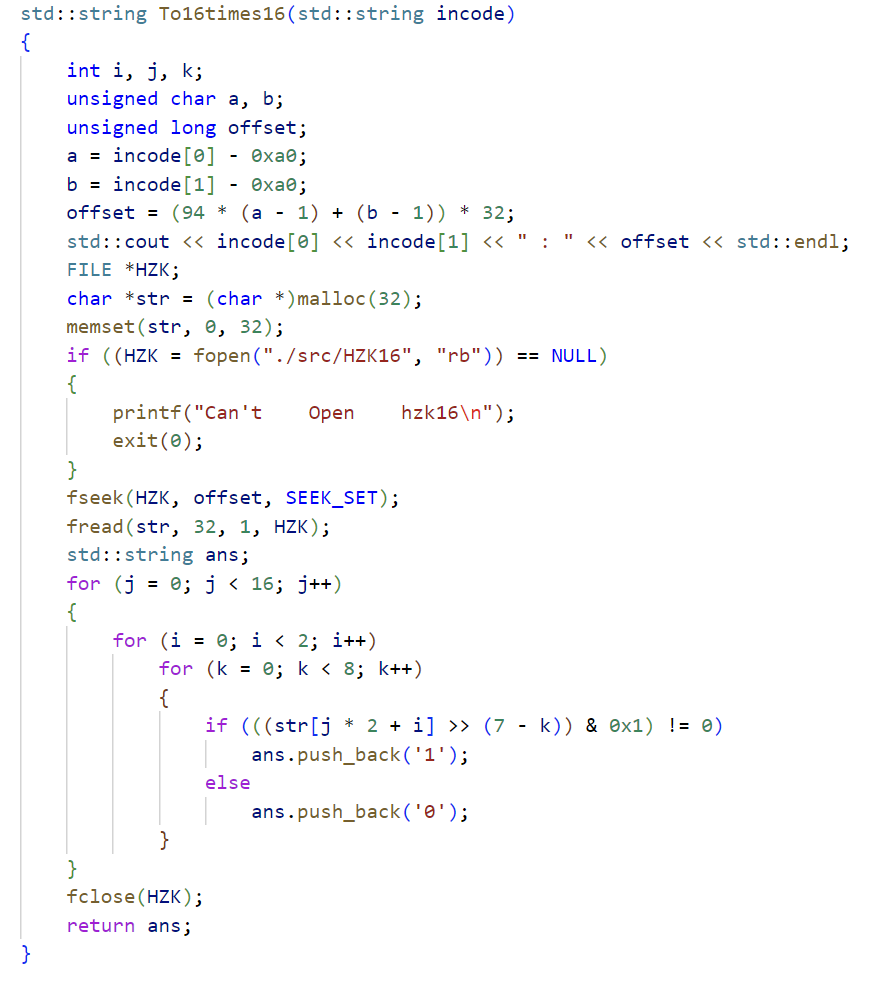 std::string To16times16(std::string incode)
{
    int i, j, k;
    unsigned char a, b;
    unsigned long offset;
    a = incode[0] - 0xa0;
    b = incode[1] - 0xa0;
    offset = (94 * (a - 1) + (b - 1)) * 32;
    std::cout << incode[0] << incode[1] << " : " << offset << std::endl;
    FILE *HZK;
    char *str = (char *)malloc(32);
    memset(str, 0, 32);
    if ((HZK = fopen("./src/HZK16", "rb")) == NULL)
    {
        printf("Can't    Open    hzk16\n");
        exit(0);
    }
    fseek(HZK, offset, SEEK_SET);
    fread(str, 32, 1, HZK);
    std::string ans;
    for (j = 0; j < 16; j++)
    {
        for (i = 0; i < 2; i++)
            for (k = 0; k < 8; k++)
            {
                if (((str[j * 2 + i] >> (7 - k)) & 0x1) != 0)
                    ans.push_back('1');
                else
                    ans.push_back('0');
            }
    }
    fclose(HZK);
    return ans;
}